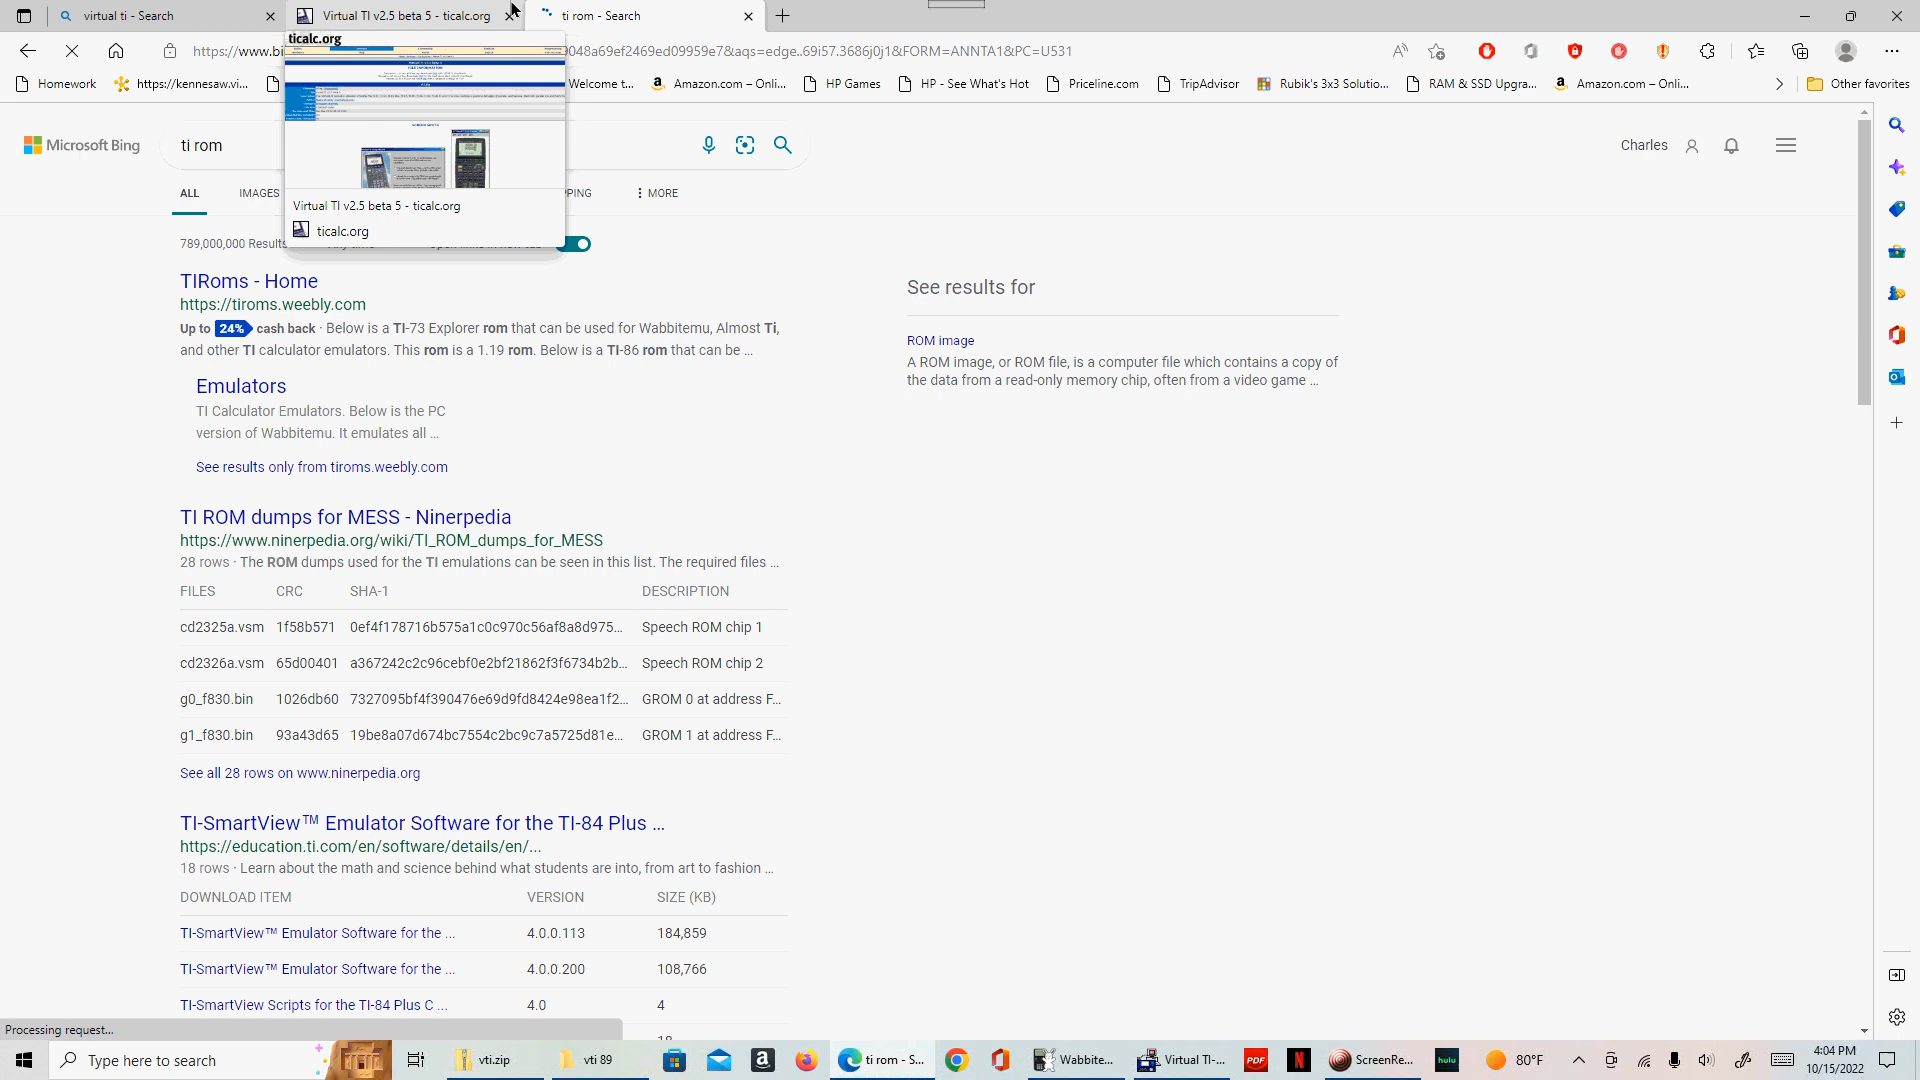 virtual ti - Search
Virtual TI v2.5 beta 5 - ticalc.org
ti rom - Search
https://www.bi
9048a69ef2469ed09959e7&aqs=edge..69i57.3686j0j1&FORM=ANNTA1&PC=U531
Homework
https://kennesaw.vi...
Welcome t...
Amazon.com – Onli...
HP Games
HP - See What's Hot
Priceline.com
TripAdvisor
Rubik's 3x3 Solutio...
RAM & SSD Upgra...
Amazon.com – Onli...
Other favorites
ticalc.org
Virtual TI v2.5 beta 5 - ticalc.org
ticalc.org
Microsoft Bing
ti rom
Charles
ALL
IMAGES
PPING
MORE
789,000,000 Results
TIRoms - Home
https://tiroms.weebly.com
Up to 24% cash back · Below is a TI-73 Explorer rom that can be used for Wabbitemu, Almost Ti,
and other TI calculator emulators. This rom is a 1.19 rom. Below is a TI-86 rom that can be ...
Emulators
TI Calculator Emulators. Below is the PC
version of Wabbitemu. It emulates all ...
See results only from tiroms.weebly.com
TI ROM dumps for MESS - Ninerpedia
https://www.ninerpedia.org/wiki/TI_ROM_dumps_for_MESS
28 rows · The ROM dumps used for the TI emulations can be seen in this list. The required files ...
FILES CRC SHA-1 DESCRIPTION
cd2325a.vsm 1f58b571 0ef4f178716b575a1c0c970c56af8a8d975... Speech ROM chip 1
cd2326a.vsm 65d00401 a367242c2c96cebf0e2bf21862f3f6734b2b... Speech ROM chip 2
g0_f830.bin 1026db60 7327095bf4f390476e69d9fd8424e98ea1f2... GROM 0 at address F...
g1_f830.bin 93a43d65 19be8a07d674bc7554c2bc9c7a5725d81e... GROM 1 at address F...
See all 28 rows on www.ninerpedia.org
TI-SmartView™ Emulator Software for the TI-84 Plus ...
https://education.ti.com/en/software/details/en/...
18 rows · Learn about the math and science behind what students are into, from art to fashion ...
DOWNLOAD ITEM VERSION SIZE (KB)
TI-SmartView™ Emulator Software for the ... 4.0.0.113 184,859
TI-SmartView™ Emulator Software for the ... 4.0.0.200 108,766
TI-SmartView Scripts for the TI-84 Plus C ... 4.0 4
See results for
ROM image
A ROM image, or ROM file, is a computer file which contains a copy of
the data from a read-only memory chip, often from a video game ...
Processing request...
Type here to search
vti.zip
vti 89
ti rom - S...
Wabbite...
Virtual TI-...
PDF
ScreenRe...
hulu
80°F
4:04 PM
10/15/2022